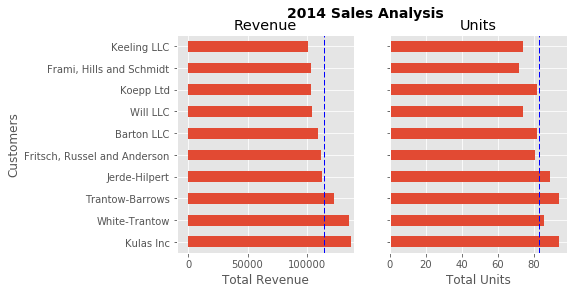 2014 Sales Analysis
Revenue
Units
Customers
Keeling LLC
Frami, Hills and Schmidt
Koepp Ltd
Will LLC
Barton LLC
Fritsch, Russel and Anderson
Jerde-Hilpert
Trantow-Barrows
White-Trantow
Kulas Inc
0 50000 100000
0 20 40 60 80
Total Revenue
Total Units